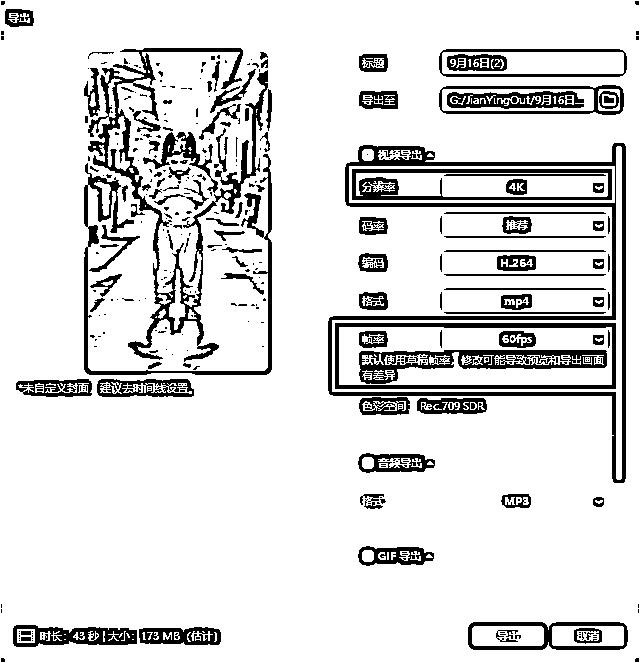 导出
标题
9月16日(2)
导出至
G:/JianYingOut/9月16日...
视频导出
分辨率
4K
码率
推荐
编码
H.264
格式
mp4
帧率
60fps
默认使用草稿帧率，修改可能导致预览和导出画面
有差异
*未自定义封面，建议去时间线设置。
色彩空间：Rec.709 SDR
音频导出
格式
MP3
GIF 导出
时长：43 秒 | 大小：173 MB (估计)
导出
取消